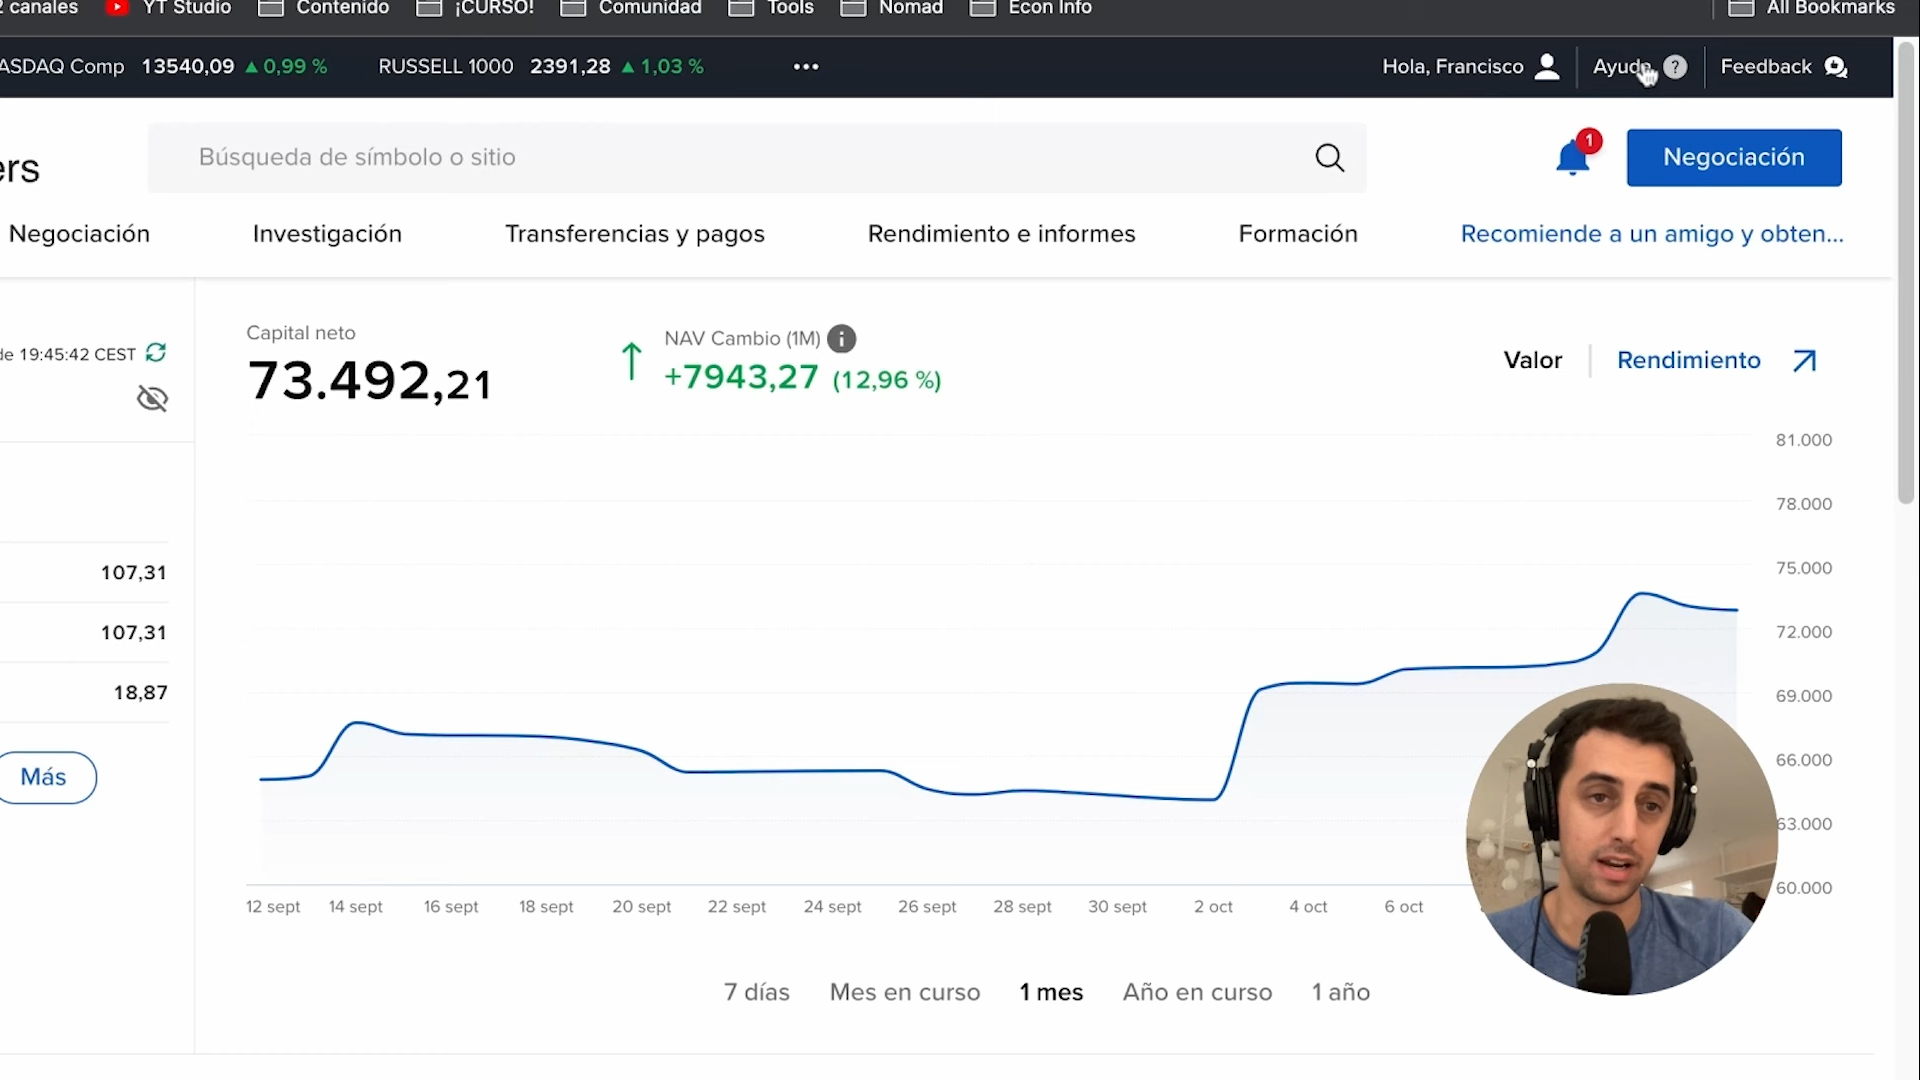 2 canales YT Studio Contenido ¡CURSO! Comunidad Tools Nomad Econ Info All Bookmarks
ASDAQ Comp 13540,09 ▲ 0,99 % RUSSELL 1000 2391,28 ▲ 1,03 % ••• Hola, Francisco Ayuda ? Feedback
ers Búsqueda de símbolo o sitio 1 Negociación
Negociación Investigación Transferencias y pagos Rendimiento e informes Formación Recomiende a un amigo y obten...
de 19:45:42 CEST
Capital neto
73.492,21
NAV Cambio (1M) i
+7943,27 (12,96 %)
Valor Rendimiento
107,31
107,31
18,87
Más
81.000
78.000
75.000
72.000
69.000
66.000
63.000
60.000
12 sept 14 sept 16 sept 18 sept 20 sept 22 sept 24 sept 26 sept 28 sept 30 sept 2 oct 4 oct 6 oct
7 días Mes en curso 1 mes Año en curso 1 año